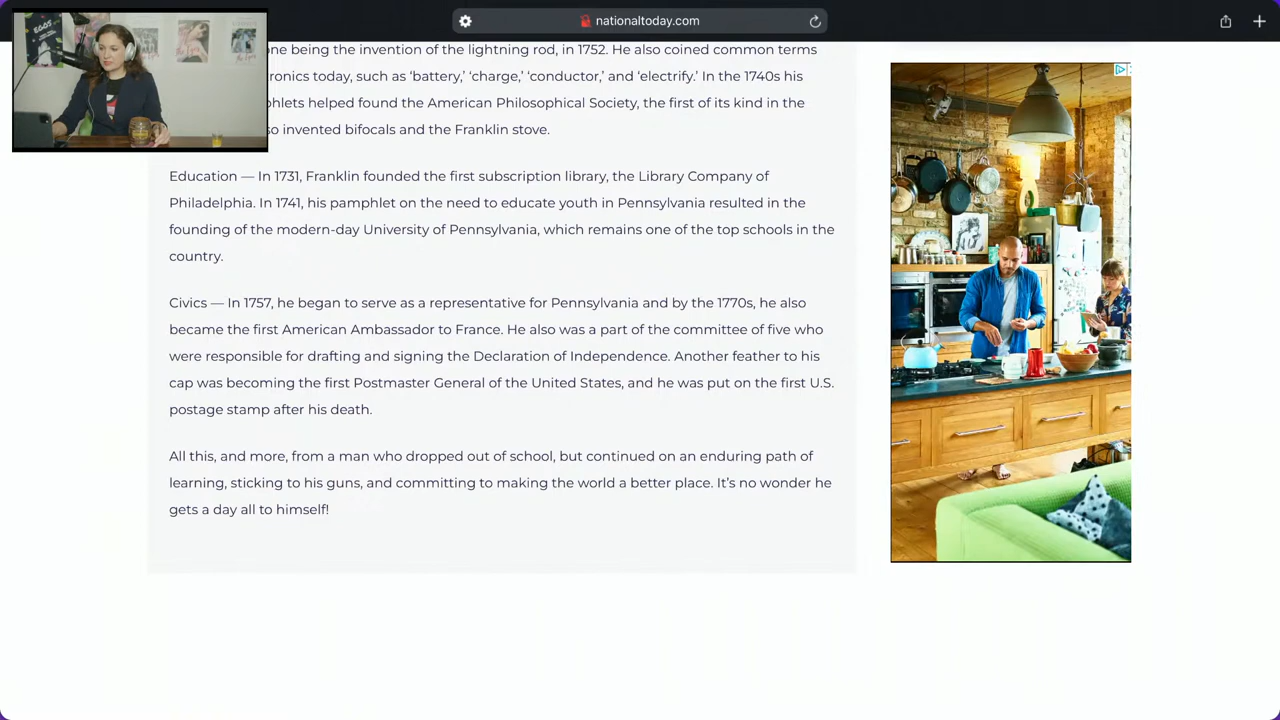 nationaltoday.com
one being the invention of the lightning rod, in 1752. He also coined common terms
ronics today, such as ‘battery,’ ‘charge,’ ‘conductor,’ and ‘electrify.’ In the 1740s his
phlets helped found the American Philosophical Society, the first of its kind in the
so invented bifocals and the Franklin stove.
Education — In 1731, Franklin founded the first subscription library, the Library Company of
Philadelphia. In 1741, his pamphlet on the need to educate youth in Pennsylvania resulted in the
founding of the modern-day University of Pennsylvania, which remains one of the top schools in the
country.
Civics — In 1757, he began to serve as a representative for Pennsylvania and by the 1770s, he also
became the first American Ambassador to France. He also was a part of the committee of five who
were responsible for drafting and signing the Declaration of Independence. Another feather to his
cap was becoming the first Postmaster General of the United States, and he was put on the first U.S.
postage stamp after his death.
All this, and more, from a man who dropped out of school, but continued on an enduring path of
learning, sticking to his guns, and committing to making the world a better place. It’s no wonder he
gets a day all to himself!